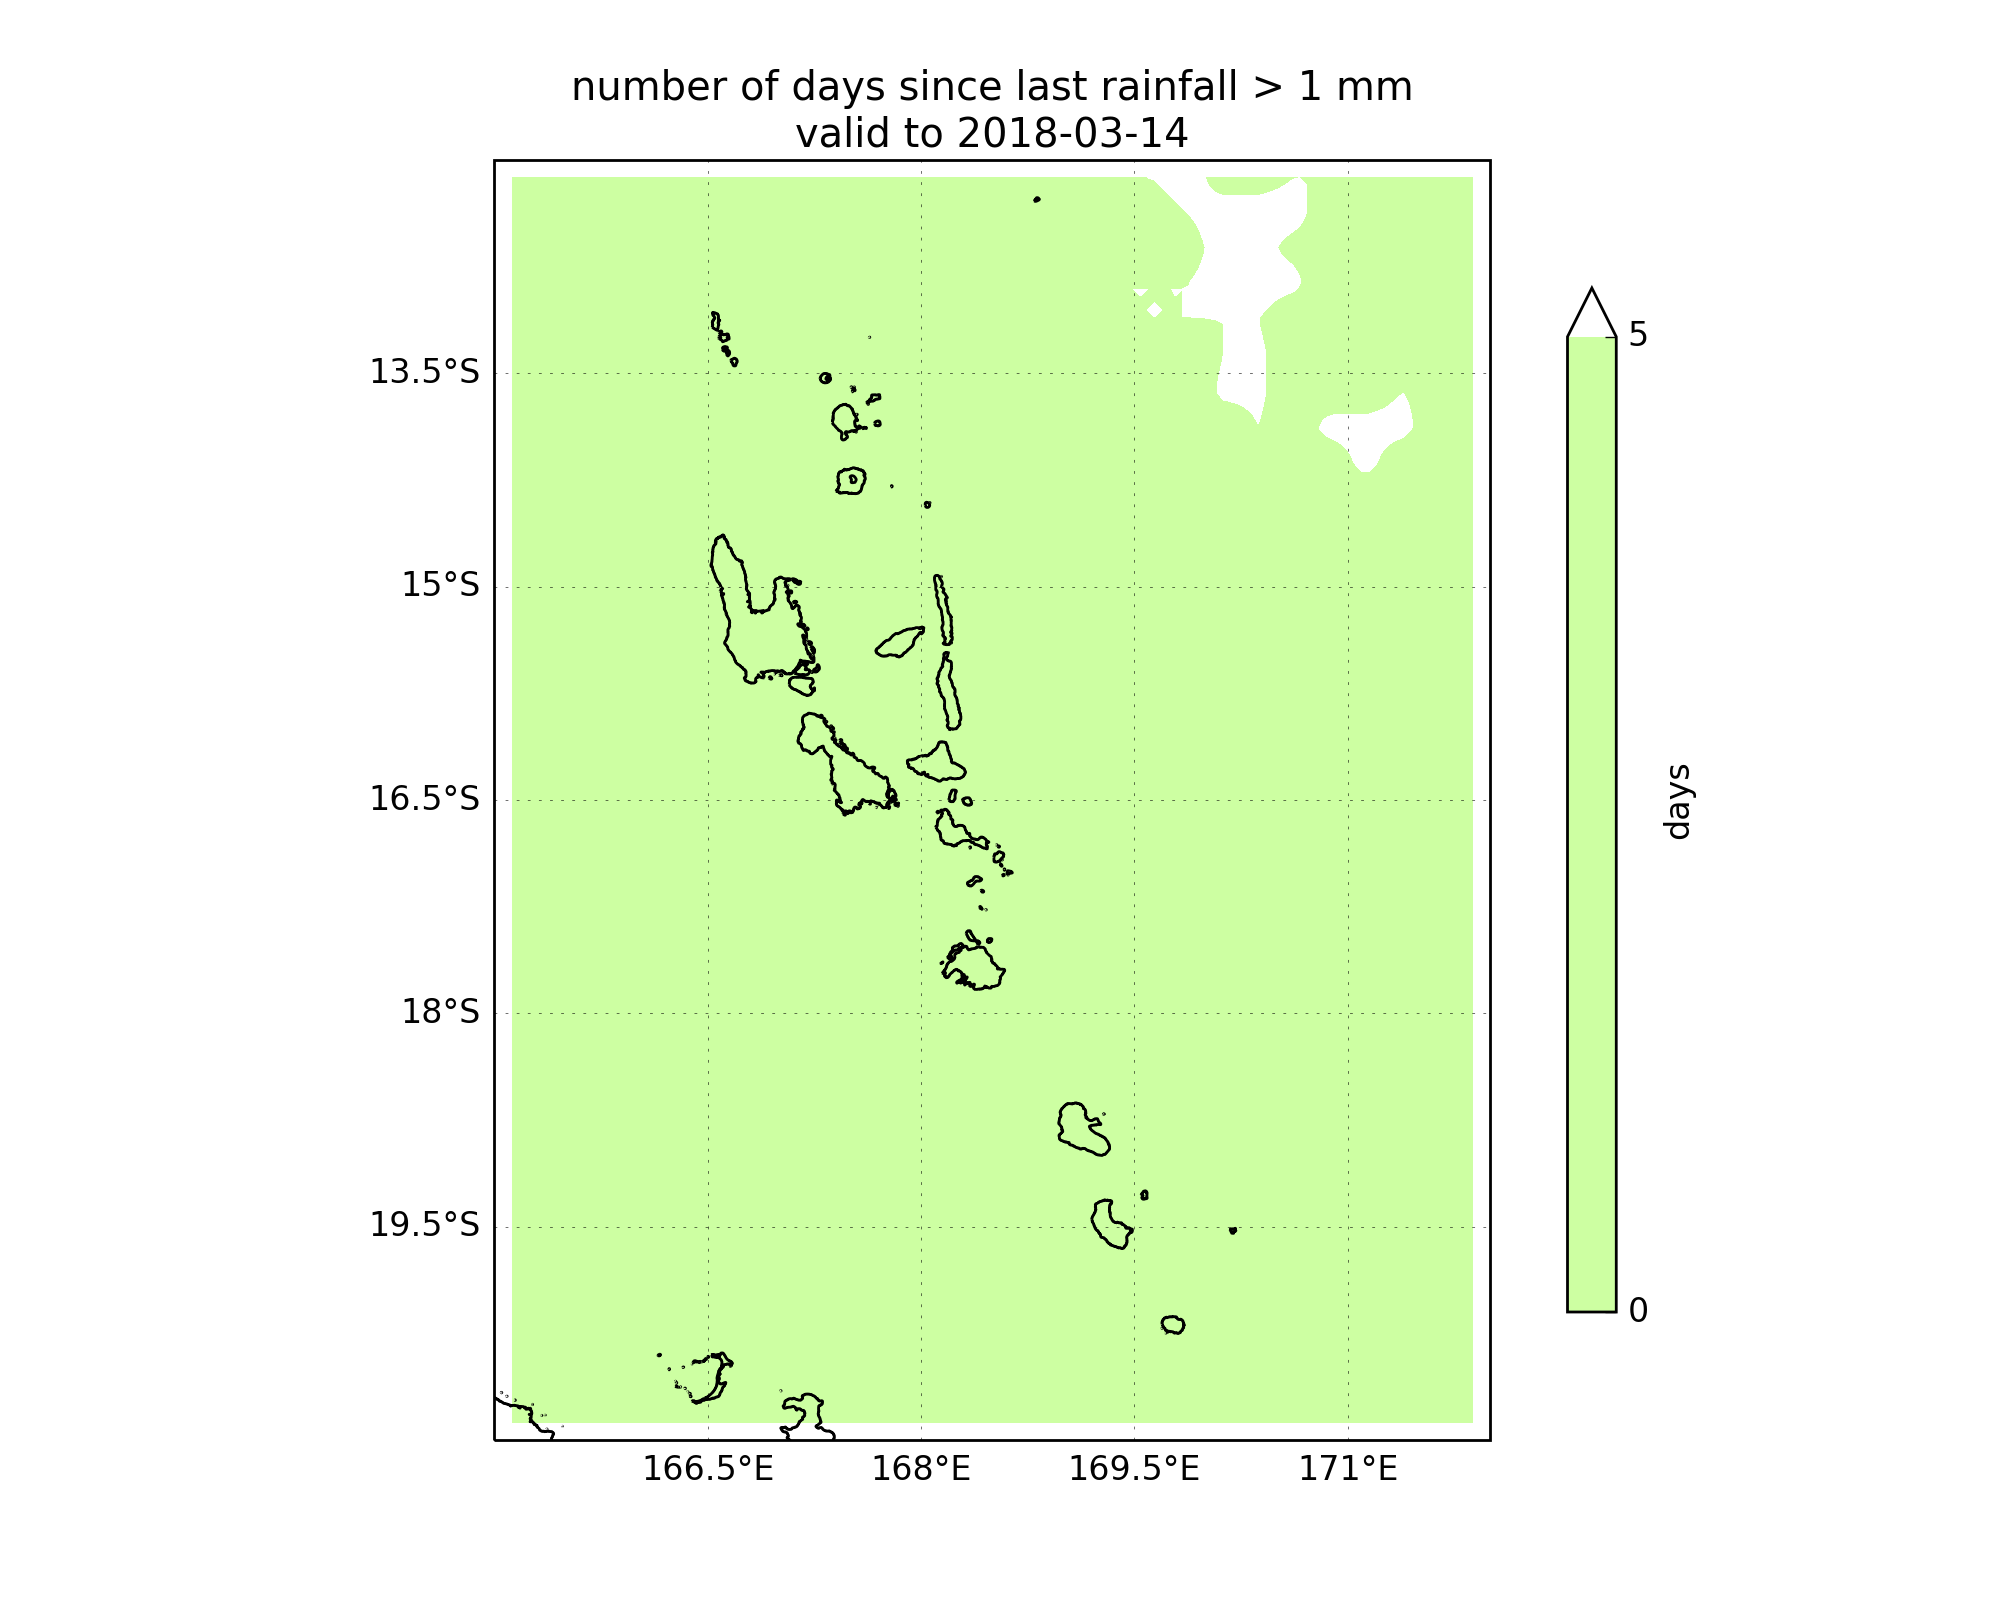 number of days since last rainfall > 1 mm
valid to 2018-03-14
13.5°S
15°S
16.5°S
18°S
19.5°S
166.5°E
168°E
169.5°E
171°E
5
0
days